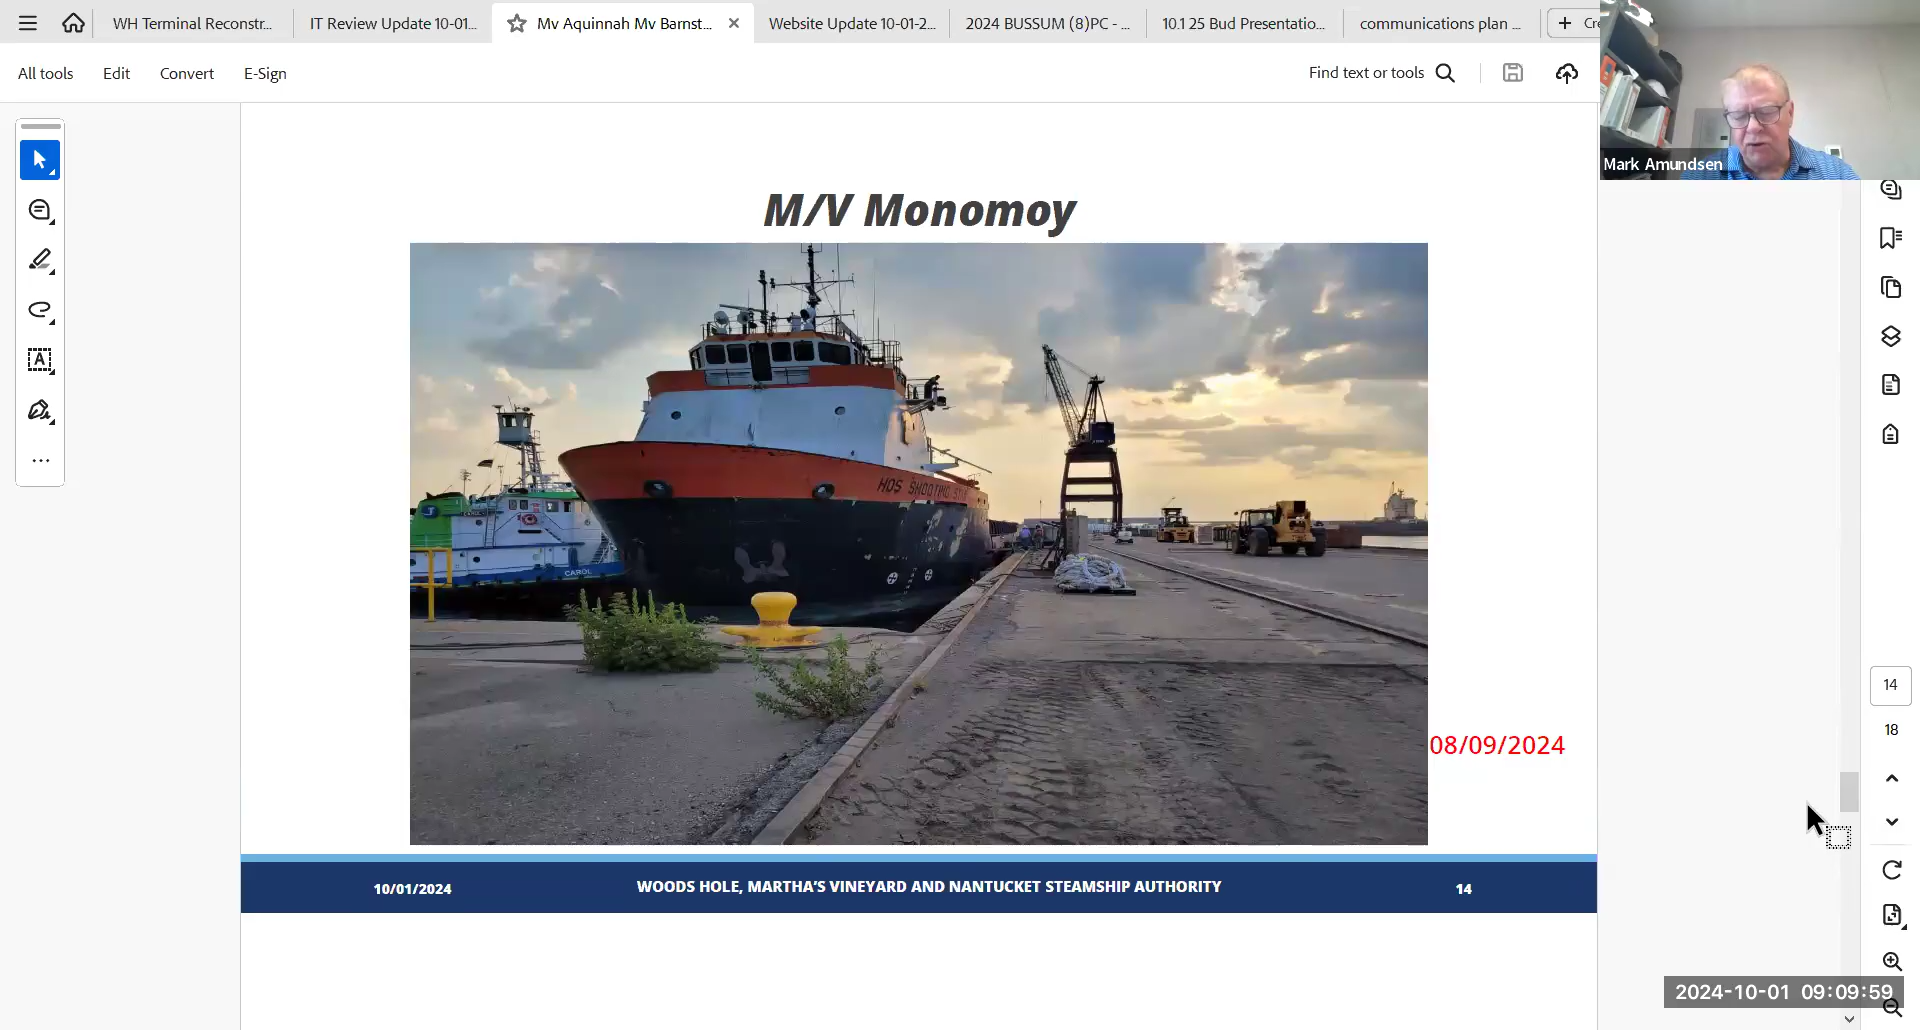 WH Terminal Reconstr...
IT Review Update 10-01...
Mv Aquinnah Mv Barnst...
Website Update 10-01-2...
2024 BUSSUM (8)PC - ...
10.1 25 Bud Presentatio...
communications plan ...
All tools
Edit
Convert
E-Sign
Find text or tools
Mark Amundsen
M/V Monomoy
HOS SHOOTING
CAROL
08/09/2024
14
18
10/01/2024
WOODS HOLE, MARTHA'S VINEYARD AND NANTUCKET STEAMSHIP AUTHORITY
14
2024-10-01 09:09:59